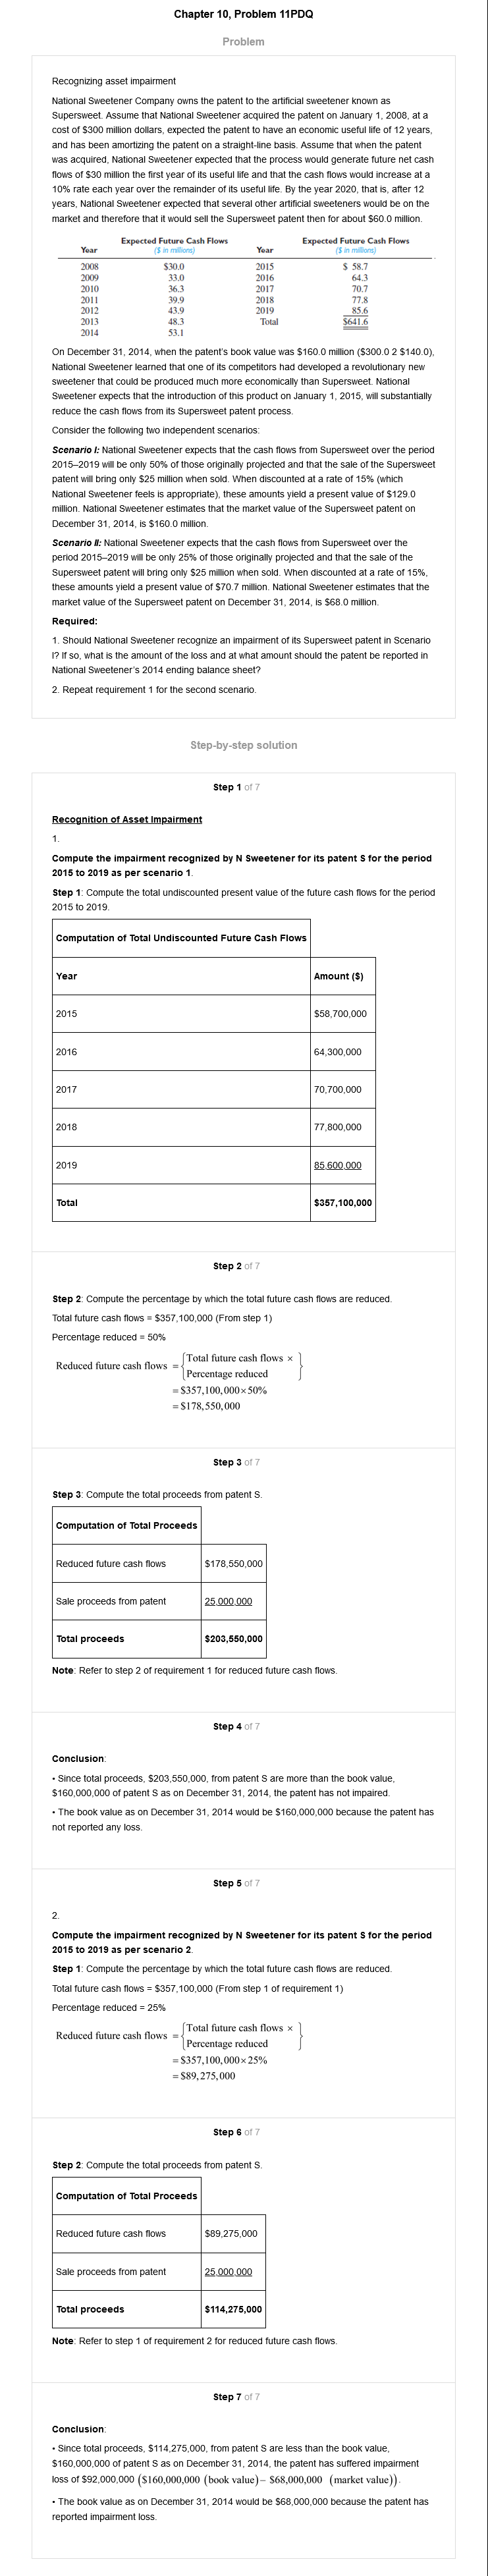 Chapter 10, Problem 11PDQ
Problem
Recognizing asset impairment
National Sweetener Company owns the patent to the artificial sweetener known as
Supersweet. Assume that National Sweetener acquired the patent on January 1, 2008, at a
cost of $300 million dollars, expected the patent to have an economic useful life of 12 years,
and has been amortizing the patent on a straight-line basis. Assume that when the patent
was acquired, National Sweetener expected that the process would generate future net cash
flows of $30 million the first year of its useful life and that the cash flows would increase at a
10% rate each year over the remainder of its useful life. By the year 2020, that is, after 12
years, National Sweetener expected that several other artificial sweeteners would be on the
market and therefore that it would sell the Supersweet patent then for about $60.0 million.
Expected Future Cash Flows Expected Future Cash Flows
Year ($ in millions) Year ($ in millions)
2008 $30.0 2015 $ 58.7
2009 33.0 2016 64.3
2010 36.3 2017 70.7
2011 39.9 2018 77.8
2012 43.9 2019 85.6
2013 48.3 Total $641.6
2014 53.1
On December 31, 2014, when the patent's book value was $160.0 million ($300.0 2 $140.0),
National Sweetener learned that one of its competitors had developed a revolutionary new
sweetener that could be produced much more economically than Supersweet. National
Sweetener expects that the introduction of this product on January 1, 2015, will substantially
reduce the cash flows from its Supersweet patent process.
Consider the following two independent scenarios:
Scenario I: National Sweetener expects that the cash flows from Supersweet over the period
2015–2019 will be only 50% of those originally projected and that the sale of the Supersweet
patent will bring only $25 million when sold. When discounted at a rate of 15% (which
National Sweetener feels is appropriate), these amounts yield a present value of $129.0
million. National Sweetener estimates that the market value of the Supersweet patent on
December 31, 2014, is $160.0 million.
Scenario II: National Sweetener expects that the cash flows from Supersweet over the
period 2015–2019 will be only 25% of those originally projected and that the sale of the
Supersweet patent will bring only $25 million when sold. When discounted at a rate of 15%,
these amounts yield a present value of $70.7 million. National Sweetener estimates that the
market value of the Supersweet patent on December 31, 2014, is $68.0 million.
Required:
1. Should National Sweetener recognize an impairment of its Supersweet patent in Scenario
I? If so, what is the amount of the loss and at what amount should the patent be reported in
National Sweetener's 2014 ending balance sheet?
2. Repeat requirement 1 for the second scenario.
Step-by-step solution
Step 1 of 7
Recognition of Asset Impairment
1.
Compute the impairment recognized by N Sweetener for its patent S for the period
2015 to 2019 as per scenario 1.
Step 1: Compute the total undiscounted present value of the future cash flows for the period
2015 to 2019.
Computation of Total Undiscounted Future Cash Flows
Year Amount ($)
2015 $58,700,000
2016 64,300,000
2017 70,700,000
2018 77,800,000
2019 85,600,000
Total $357,100,000
Step 2 of 7
Step 2: Compute the percentage by which the total future cash flows are reduced.
Total future cash flows = $357,100,000 (From step 1)
Percentage reduced = 50%
Reduced future cash flows = {Total future cash flows ×
Percentage reduced}
= $357,100,000×50%
= $178,550,000
Step 3 of 7
Step 3: Compute the total proceeds from patent S.
Computation of Total Proceeds
Reduced future cash flows $178,550,000
Sale proceeds from patent 25,000,000
Total proceeds $203,550,000
Note: Refer to step 2 of requirement 1 for reduced future cash flows.
Step 4 of 7
Conclusion:
• Since total proceeds, $203,550,000, from patent S are more than the book value,
$160,000,000 of patent S as on December 31, 2014, the patent has not impaired.
• The book value as on December 31, 2014 would be $160,000,000 because the patent has
not reported any loss.
Step 5 of 7
2.
Compute the impairment recognized by N Sweetener for its patent S for the period
2015 to 2019 as per scenario 2.
Step 1: Compute the percentage by which the total future cash flows are reduced.
Total future cash flows = $357,100,000 (From step 1 of requirement 1)
Percentage reduced = 25%
Reduced future cash flows = {Total future cash flows ×
Percentage reduced}
= $357,100,000×25%
= $89,275,000
Step 6 of 7
Step 2: Compute the total proceeds from patent S.
Computation of Total Proceeds
Reduced future cash flows $89,275,000
Sale proceeds from patent 25,000,000
Total proceeds $114,275,000
Note: Refer to step 1 of requirement 2 for reduced future cash flows.
Step 7 of 7
Conclusion:
• Since total proceeds, $114,275,000, from patent S are less than the book value,
$160,000,000 of patent S as on December 31, 2014, the patent has suffered impairment
loss of $92,000,000 ($160,000,000 (book value) − $68,000,000 (market value)).
• The book value as on December 31, 2014 would be $68,000,000 because the patent has
reported impairment loss.